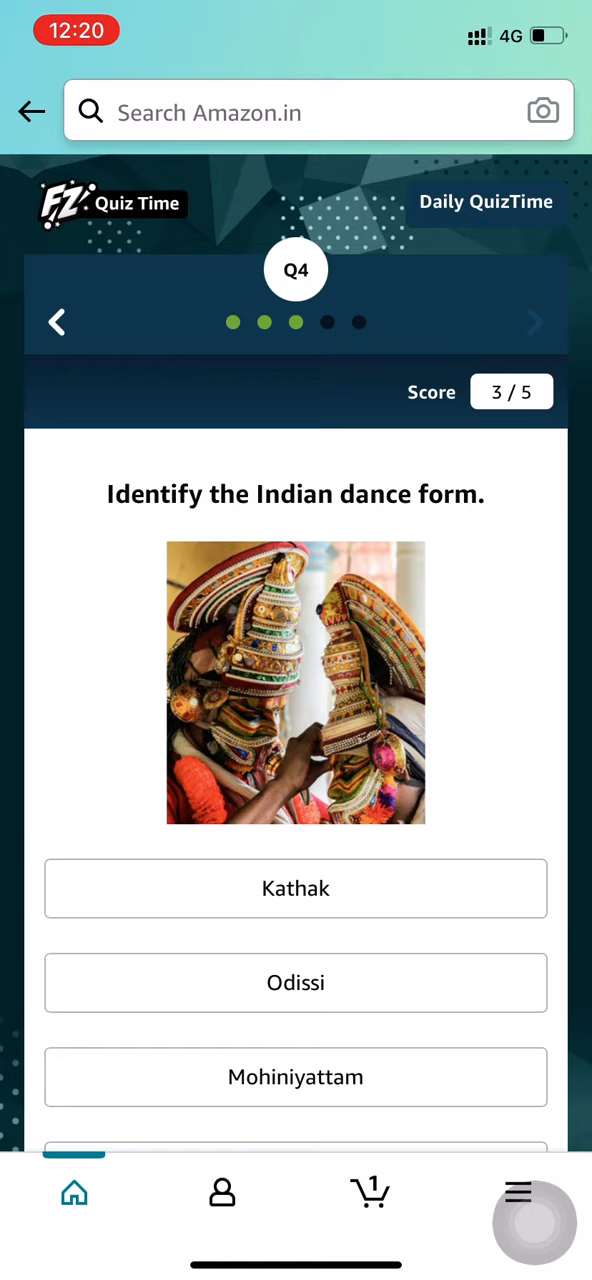 12:20
4G
Search Amazon.in
FZ Quiz Time
Daily QuizTime
Q4
Score 3 / 5
Identify the Indian dance form.
Kathak
Odissi
Mohiniyattam
1